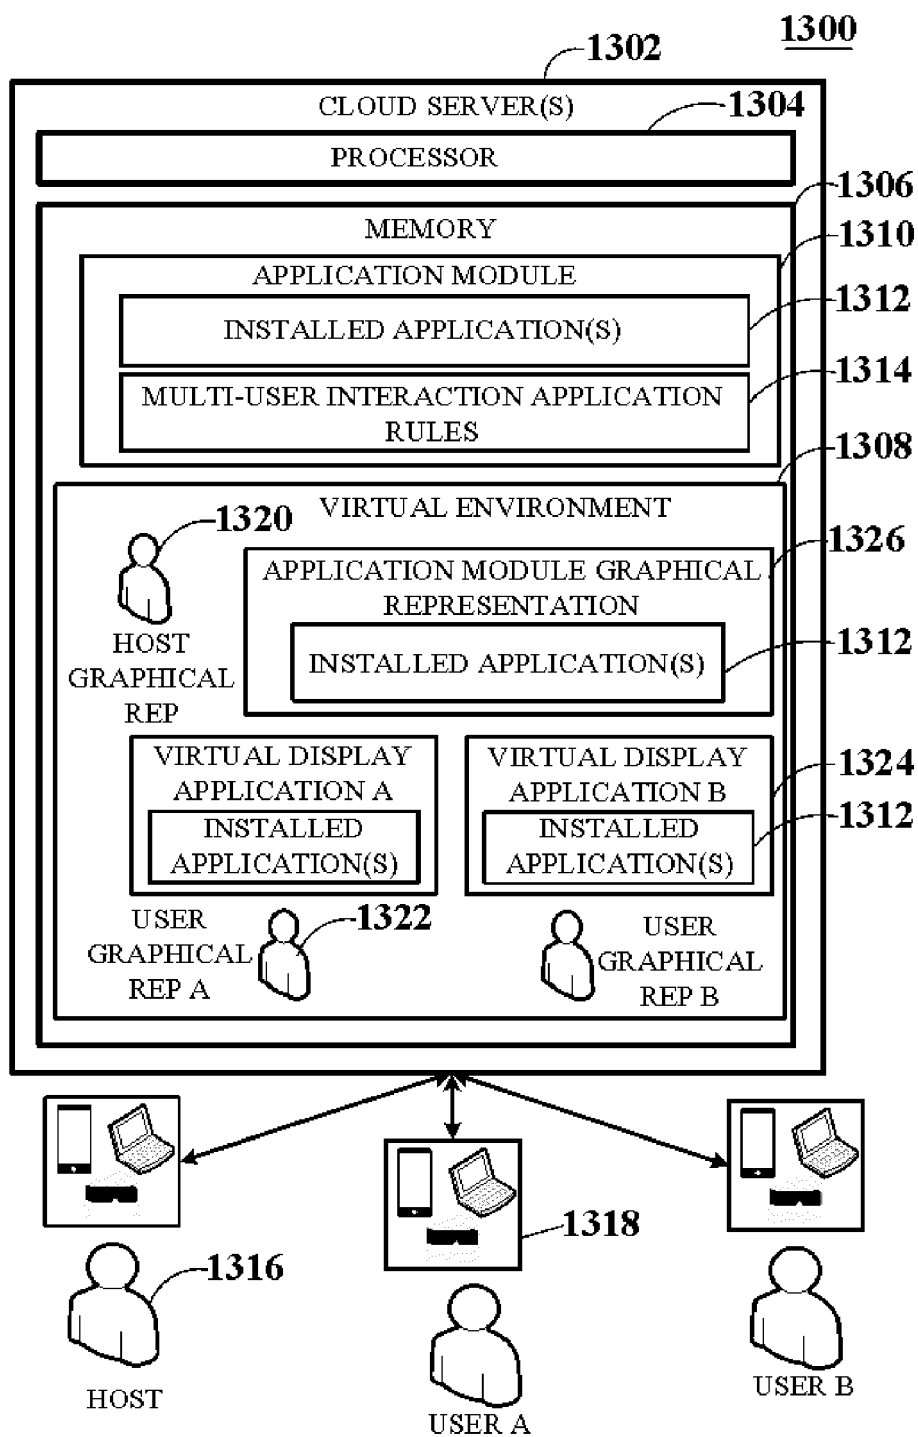 1300
1302
CLOUD SERVER(S)
1304
PROCESSOR
1306
MEMORY
1310
APPLICATION MODULE
1312
INSTALLED APPLICATION(S)
1314
MULTI-USER INTERACTION APPLICATION
RULES
1308
VIRTUAL ENVIRONMENT
1320
HOST
GRAPHICAL
REP
1326
APPLICATION MODULE GRAPHICAL
REPRESENTATION
1312
INSTALLED APPLICATION(S)
VIRTUAL DISPLAY
APPLICATION A
INSTALLED
APPLICATION(S)
VIRTUAL DISPLAY
APPLICATION B
1324
INSTALLED
APPLICATION(S)
1312
USER
GRAPHICAL
REP A
1322
USER
GRAPHICAL
REP B
1318
1316
HOST
USER A
USER B